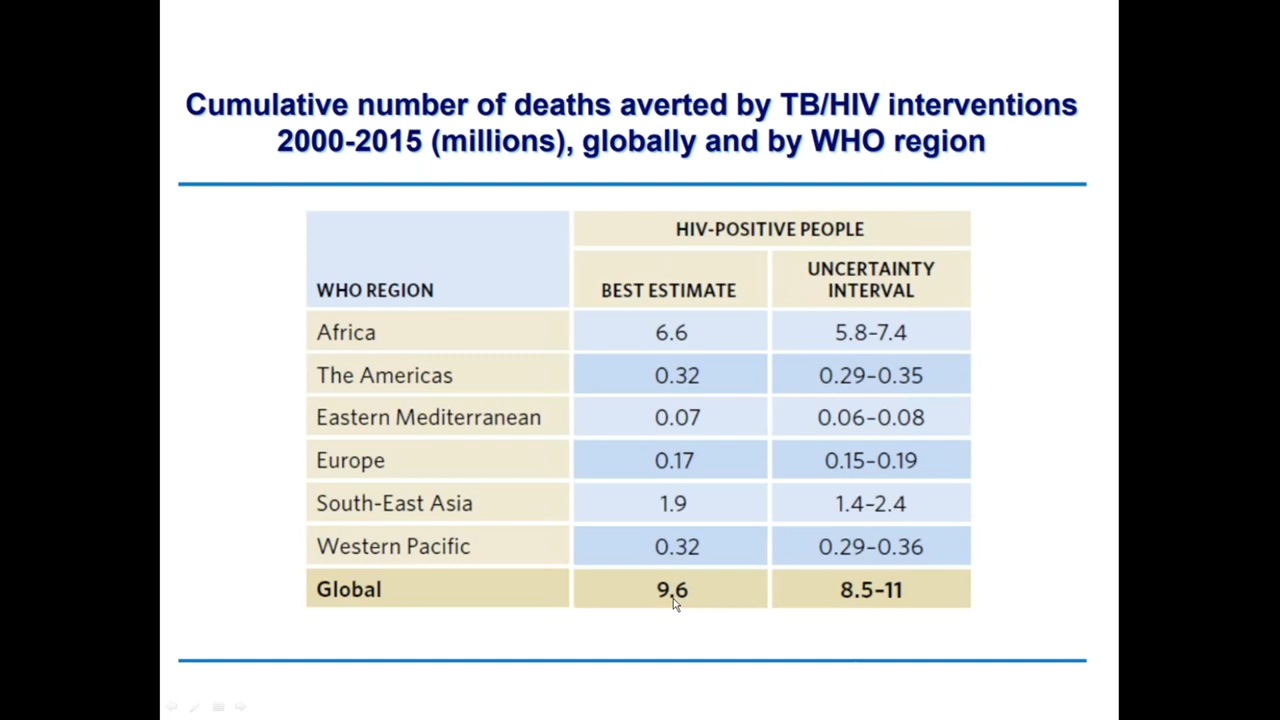 Cumulative number of deaths averted by TB/HIV interventions
2000-2015 (millions), globally and by WHO region
HIV-POSITIVE PEOPLE
WHO REGION BEST ESTIMATE UNCERTAINTY INTERVAL
Africa 6.6 5.8–7.4
The Americas 0.32 0.29–0.35
Eastern Mediterranean 0.07 0.06–0.08
Europe 0.17 0.15–0.19
South-East Asia 1.9 1.4–2.4
Western Pacific 0.32 0.29–0.36
Global 9.6 8.5–11